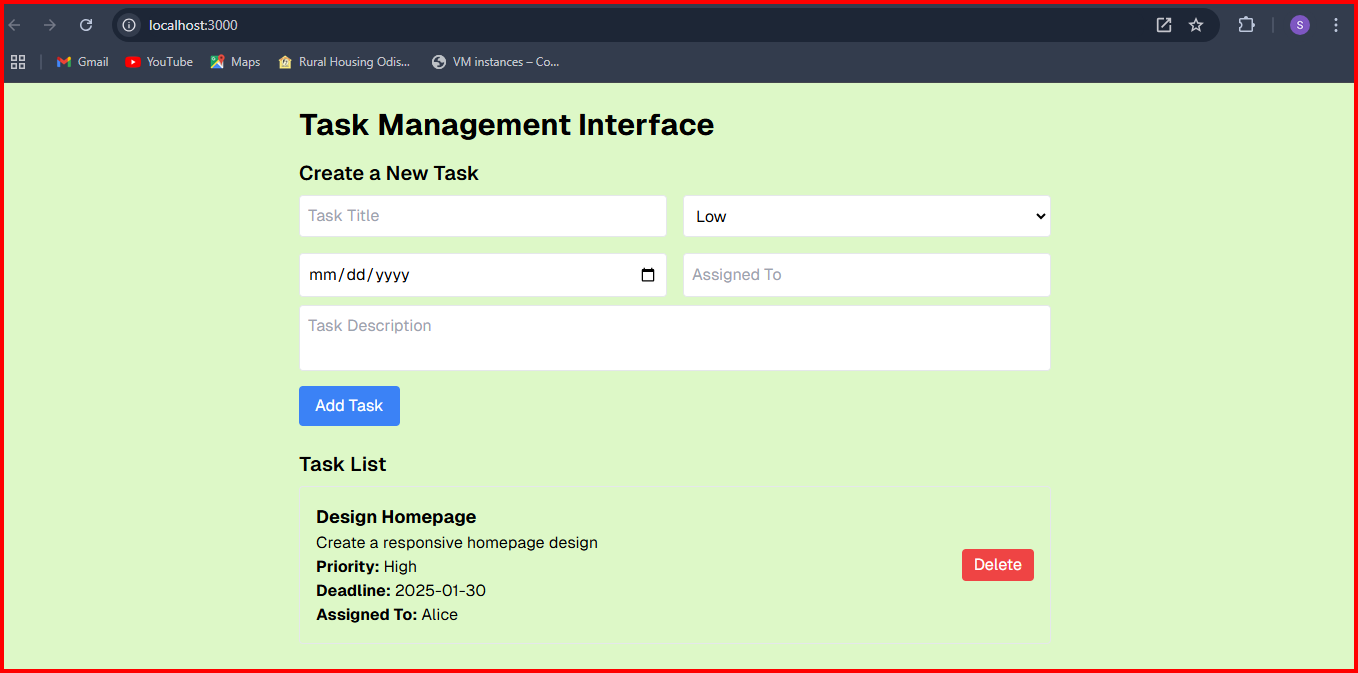 localhost:3000
S
Gmail YouTube Maps Rural Housing Odis... VM instances – Co...
Task Management Interface
Create a New Task
Task Title Low
mm/dd/yyyy Assigned To
Task Description
Add Task
Task List
Design Homepage
Create a responsive homepage design
Priority: High
Delete
Deadline: 2025-01-30
Assigned To: Alice